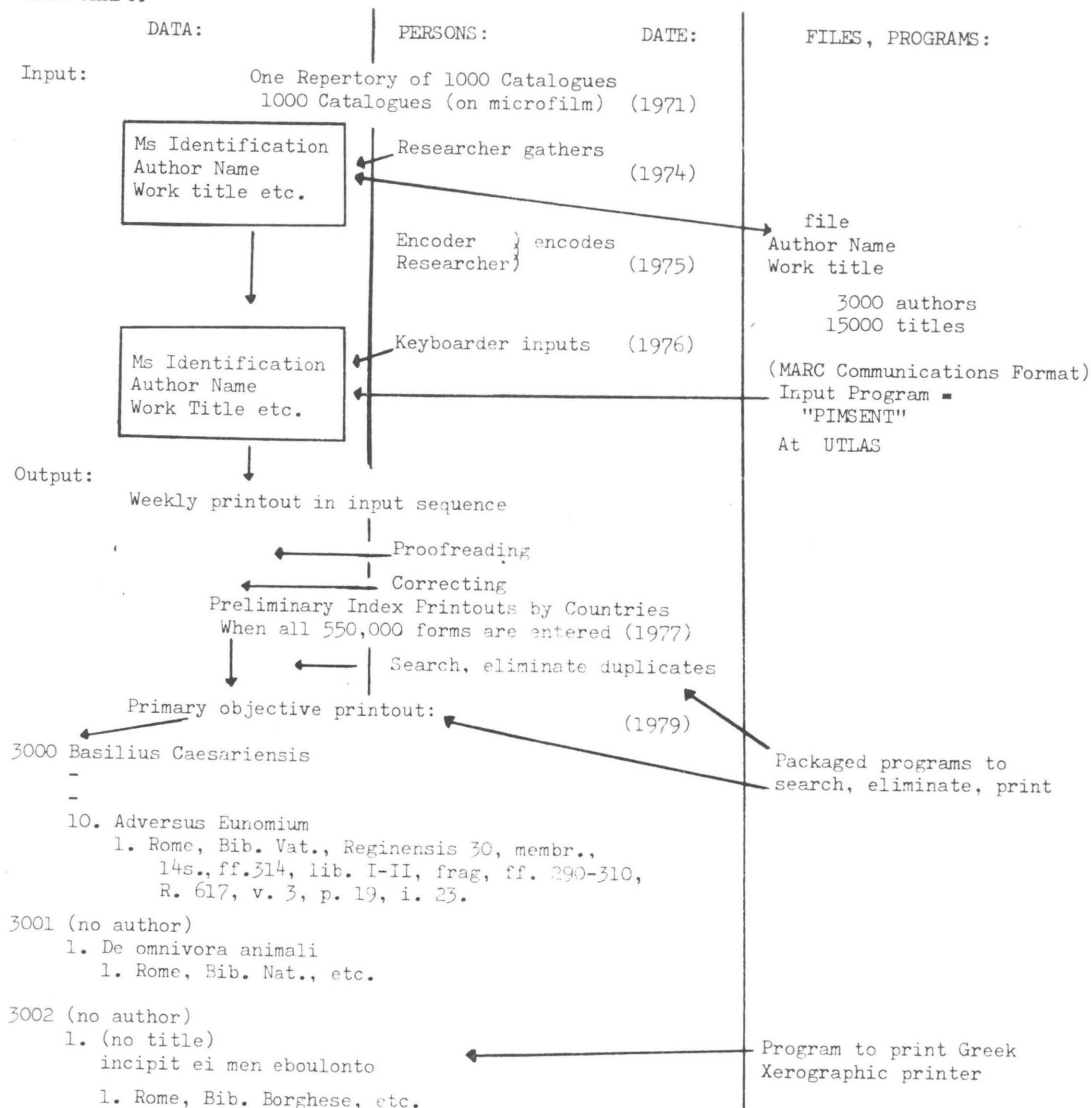 DATA: PERSONS: DATE: FILES, PROGRAMS:
Input:
One Repertory of 1000 Catalogues
1000 Catalogues (on microfilm) (1971)
Ms Identification
Author Name
Work title etc.
Researcher gathers
(1974)
file
Author Name
Work title
3000 authors
15000 titles
Encoder } encodes
Researcher) (1975)
Ms Identification
Author Name
Work Title etc.
Keyboarder inputs (1976)
(MARC Communications Format)
Input Program =
"PIMSENT"
At UTLAS
Output:
Weekly printout in input sequence
Proofreading
Correcting
Preliminary Index Printouts by Countries
When all 550,000 forms are entered (1977)
Search, eliminate duplicates
Primary objective printout:
(1979)
Packaged programs to
search, eliminate, print
3000 Basilius Caesariensis
-
-
10. Adversus Eunomium
1. Rome, Bib. Vat., Reginensis 30, membr.,
14s., ff.314, lib. I-II, frag, ff. 290-310,
R. 617, v. 3, p. 19, i. 23.
3001 (no author)
1. De omnivora animali
1. Rome, Bib. Nat., etc.
3002 (no author)
1. (no title)
incipit ei men eboulonto
1. Rome, Bib. Borghese, etc.
Program to print Greek
Xerographic printer